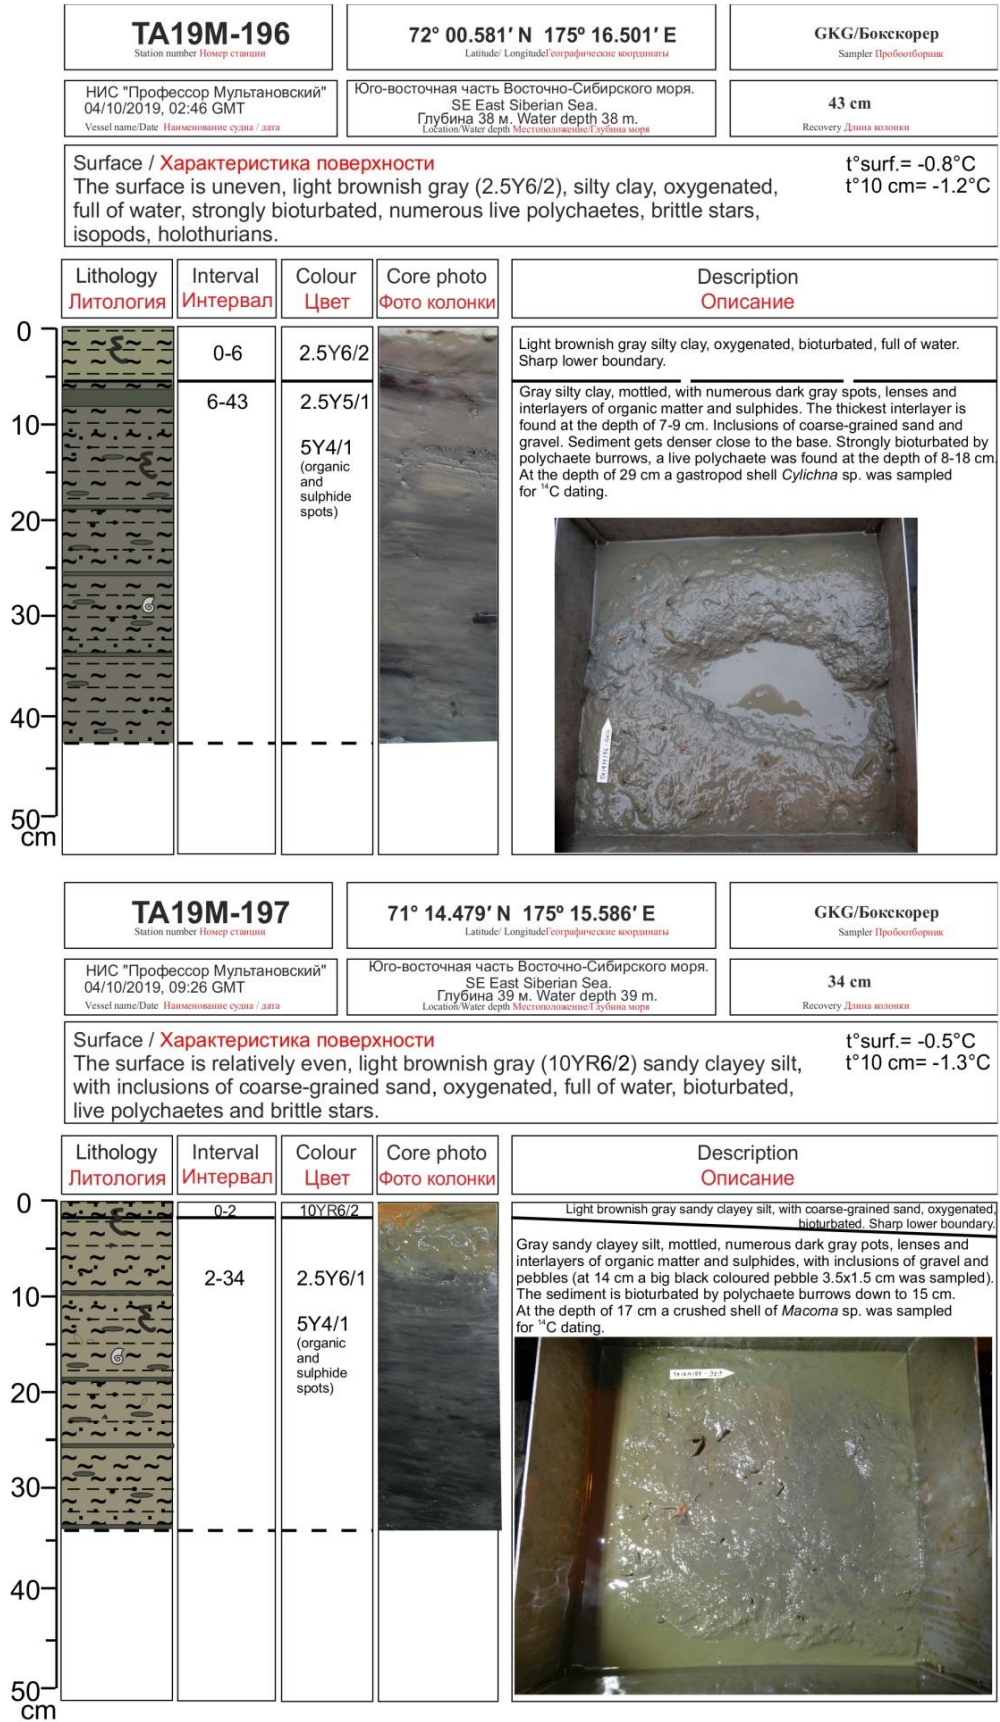 TA19M-196
Station number Номер станции
72° 00.581′ N 175º 16.501′ E
Latitude/ LongitudeГеографические координаты
GKG/Бокскорер
Sampler Пробоотборник
НИС "Профессор Мультановский"
04/10/2019, 02:46 GMT
Vessel name/Date Наименование судна / дата
Юго-восточная часть Восточно-Сибирского моря.
SE East Siberian Sea.
Глубина 38 м. Water depth 38 m.
Location/Water depth Местоположение/Глубина моря
43 cm
Recovery Длина колонки
Surface / Характеристика поверхности
The surface is uneven, light brownish gray (2.5Y6/2), silty clay, oxygenated,
full of water, strongly bioturbated, numerous live polychaetes, brittle stars,
isopods, holothurians.
t°surf.= -0.8°C
t°10 cm= -1.2°C
Lithology
Литология
Interval
Интервал
Colour
Цвет
Core photo
Фото колонки
Description
Описание
0
10
20
30
40
50
cm
0-6
2.5Y6/2
6-43
2.5Y5/1
5Y4/1
(organic
and
sulphide
spots)
Light brownish gray silty clay, oxygenated, bioturbated, full of water.
Sharp lower boundary.
Gray silty clay, mottled, with numerous dark gray spots, lenses and
interlayers of organic matter and sulphides. The thickest interlayer is
found at the depth of 7-9 cm. Inclusions of coarse-grained sand and
gravel. Sediment gets denser close to the base. Strongly bioturbated by
polychaete burrows, a live polychaete was found at the depth of 8-18 cm.
At the depth of 29 cm a gastropod shell Cylichna sp. was sampled
for 14C dating.
TA19M-197
Station number Номер станции
71° 14.479′ N 175º 15.586′ E
Latitude/ LongitudeГеографические координаты
GKG/Бокскорер
Sampler Пробоотборник
НИС "Профессор Мультановский"
04/10/2019, 09:26 GMT
Vessel name/Date Наименование судна / дата
Юго-восточная часть Восточно-Сибирского моря.
SE East Siberian Sea.
Глубина 39 м. Water depth 39 m.
Location/Water depth Местоположение/Глубина моря
34 cm
Recovery Длина колонки
Surface / Характеристика поверхности
The surface is relatively even, light brownish gray (10YR6/2) sandy clayey silt,
with inclusions of coarse-grained sand, oxygenated, full of water, bioturbated,
live polychaetes and brittle stars.
t°surf.= -0.5°C
t°10 cm= -1.3°C
Lithology
Литология
Interval
Интервал
Colour
Цвет
Core photo
Фото колонки
Description
Описание
0
10
20
30
40
50
cm
0-2
10YR6/2
2-34
2.5Y6/1
5Y4/1
(organic
and
sulphide
spots)
Light brownish gray sandy clayey silt, with coarse-grained sand, oxygenated,
bioturbated. Sharp lower boundary.
Gray sandy clayey silt, mottled, numerous dark gray pots, lenses and
interlayers of organic matter and sulphides, with inclusions of gravel and
pebbles (at 14 cm a big black coloured pebble 3.5x1.5 cm was sampled).
The sediment is bioturbated by polychaete burrows down to 15 cm.
At the depth of 17 cm a crushed shell of Macoma sp. was sampled
for 14C dating.